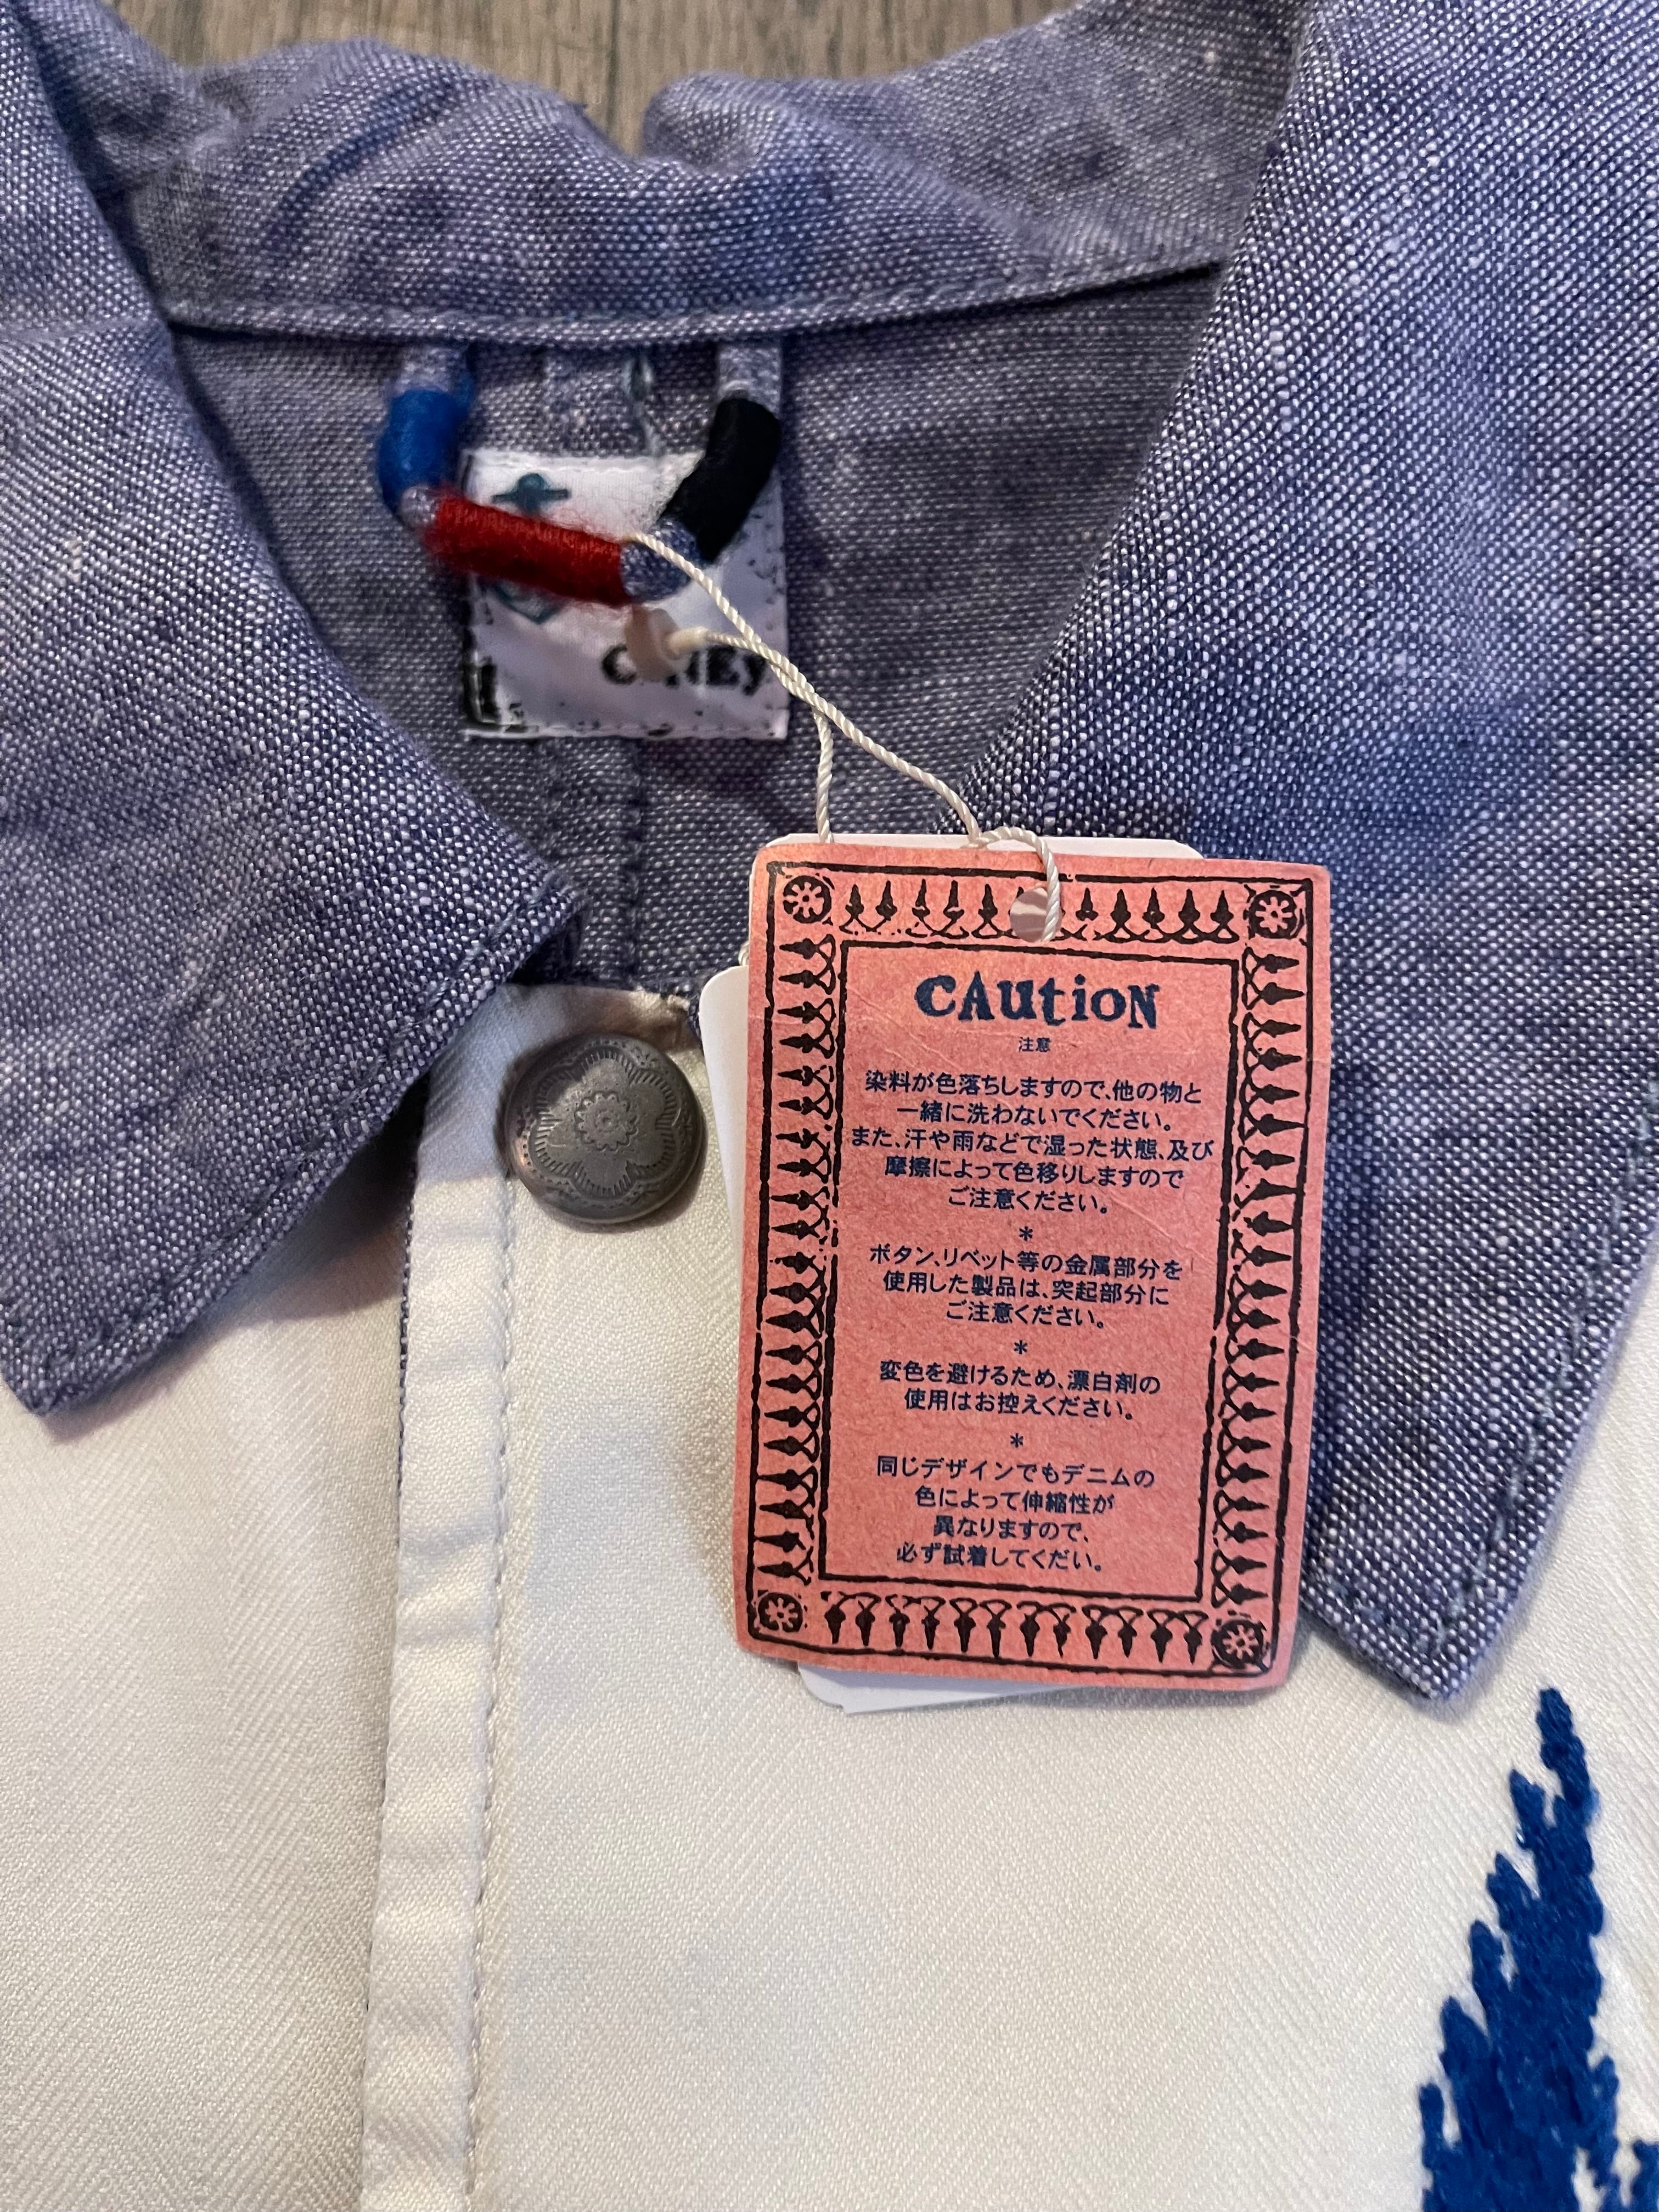 CAUtioN
注意
染料が色落ちしますので、他の物と
一緒に洗わないでください。
また、汗や雨などで湿った状態、及び
摩擦によって色移りしますので
ご注意ください。
*
ボタン、リベット等の金属部分を
使用した製品は、突起部分に
ご注意ください。
*
変色を避けるため、漂白剤の
使用はお控えください。
*
同じデザインでもデニムの
色によって伸縮性が
異なりますので、
必ず試着してくだい。